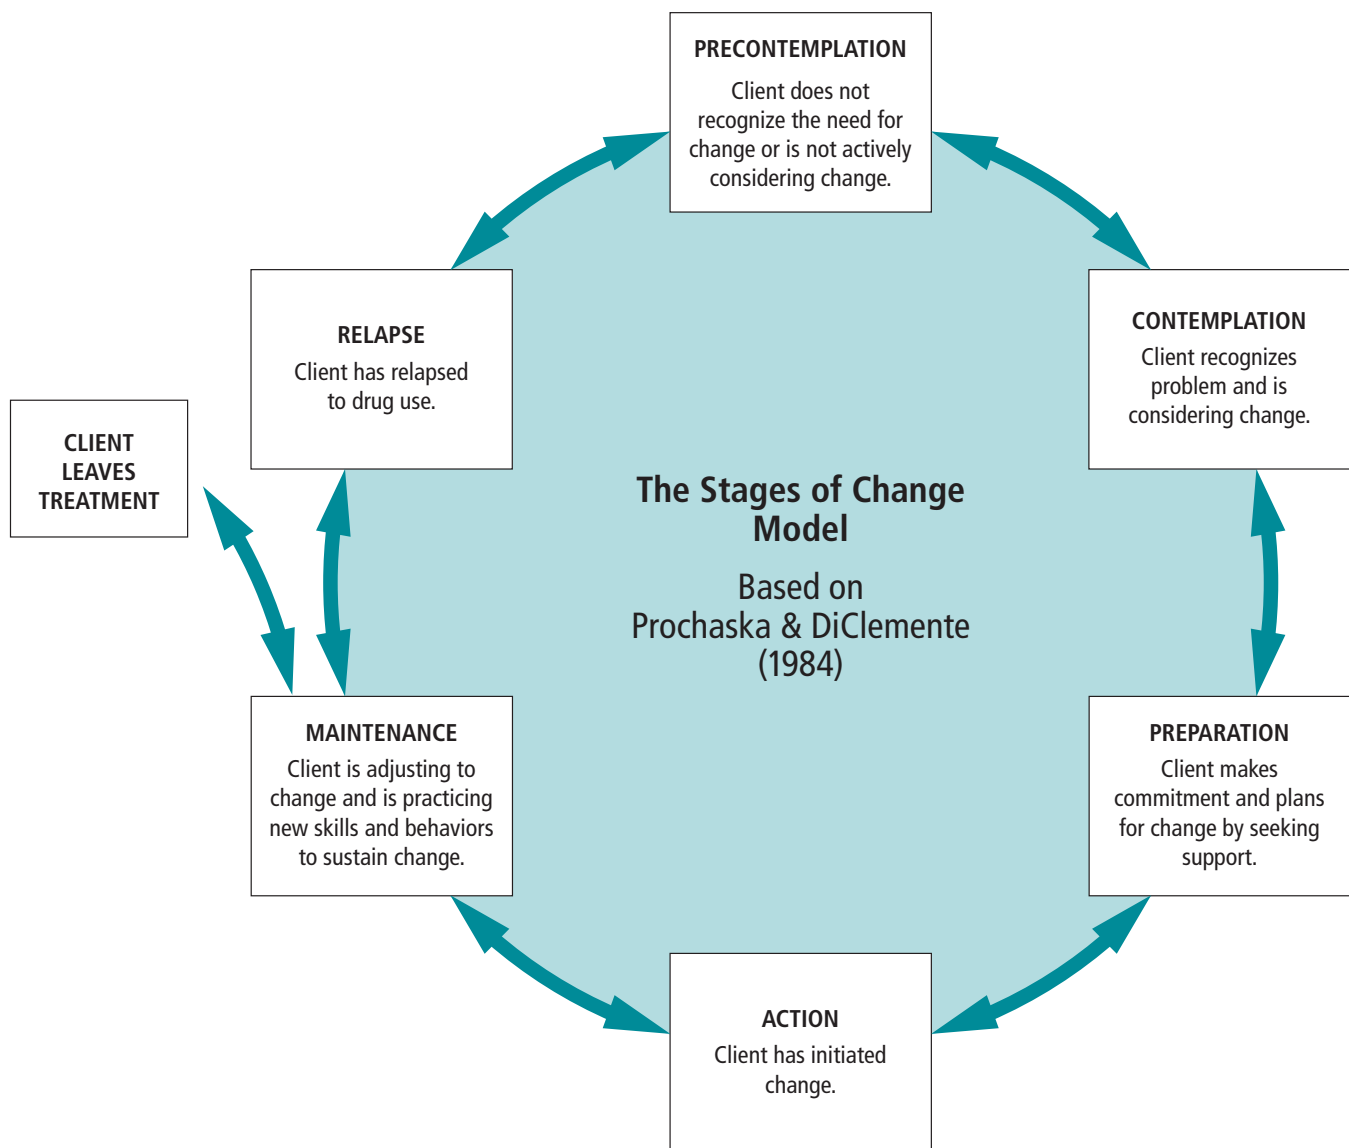 PRECONTEMPLATION
Client does not
recognize the need for
change or is not actively
considering change.
CONTEMPLATION
Client recognizes
problem and is
considering change.
PREPARATION
Client makes
commitment and plans
for change by seeking
support.
ACTION
Client has initiated
change.
MAINTENANCE
Client is adjusting to
change and is practicing
new skills and behaviors
to sustain change.
RELAPSE
Client has relapsed
to drug use.
CLIENT
LEAVES
TREATMENT
The Stages of Change
Model
Based on
Prochaska & DiClemente
(1984)